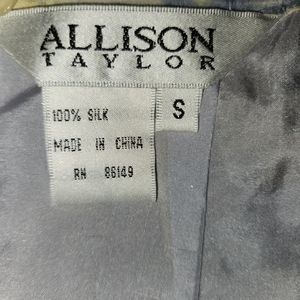 ALLISON
TAYLOR
100% SILK
S
MADE IN CHINA
RN 86149